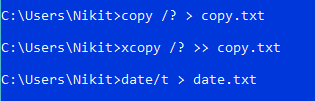 C:\Users\Nikit>copy /? > copy.txt
C:\Users\Nikit>xcopy /? >> copy.txt
C:\Users\Nikit>date/t > date.txt